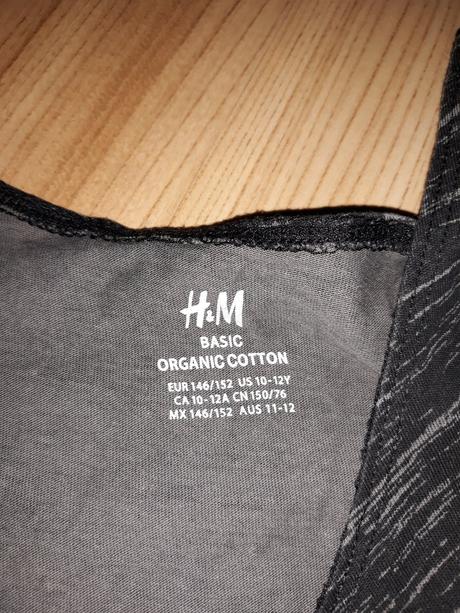 H&M
BASIC
ORGANIC COTTON
EUR 146/152 US 10-12Y
CA 10-12A CN 150/76
MX 146/152 AUS 11-12